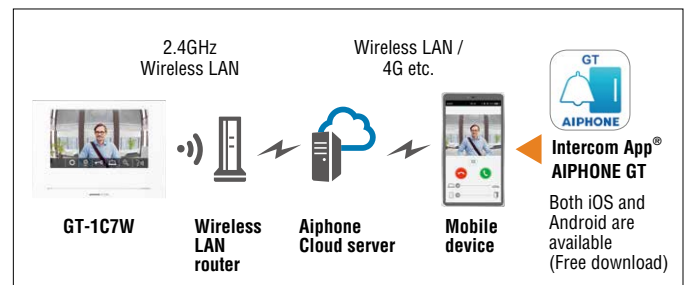 2.4GHz
Wireless LAN
Wireless LAN /
4G etc.
GT
AIPHONE
GT-1C7W
Wireless
LAN
router
Aiphone
Cloud server
Mobile
device
Intercom App®
AIPHONE GT
Both iOS and
Android are
available
(Free download)